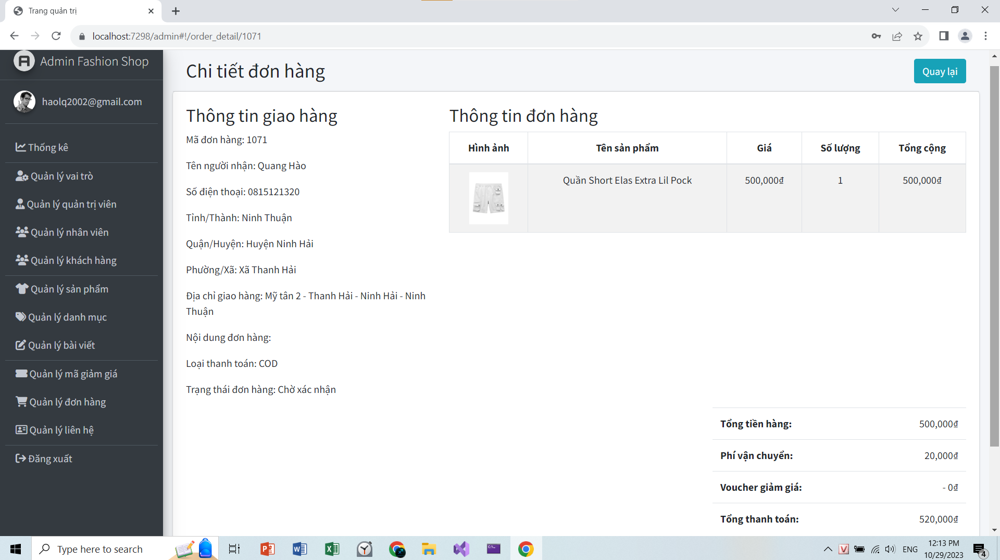 Trang quản trị
localhost:7298/admin#!/order_detail/1071
Admin Fashion Shop
haolq2002@gmail.com
Thống kê
Quản lý vai trò
Quản lý quản trị viên
Quản lý nhân viên
Quản lý khách hàng
Quản lý sản phẩm
Quản lý danh mục
Quản lý bài viết
Quản lý mã giảm giá
Quản lý đơn hàng
Quản lý liên hệ
Đăng xuất
Chi tiết đơn hàng
Quay lại
Thông tin giao hàng
Mã đơn hàng: 1071
Tên người nhận: Quang Hào
Số điện thoại: 0815121320
Tỉnh/Thành: Ninh Thuận
Quận/Huyện: Huyện Ninh Hải
Phường/Xã: Xã Thanh Hải
Địa chỉ giao hàng: Mỹ tân 2 - Thanh Hải - Ninh Hải - Ninh
Thuận
Nội dung đơn hàng:
Loại thanh toán: COD
Trạng thái đơn hàng: Chờ xác nhận
Thông tin đơn hàng
Hình ảnh Tên sản phẩm Giá Số lượng Tổng cộng
Quần Short Elas Extra Lil Pock 500,000₫ 1 500,000₫
Tổng tiền hàng: 500,000₫
Phí vận chuyển: 20,000₫
Voucher giảm giá: - 0₫
Tổng thanh toán: 520,000₫
Type here to search
ENG
12:13 PM
10/29/2023
4